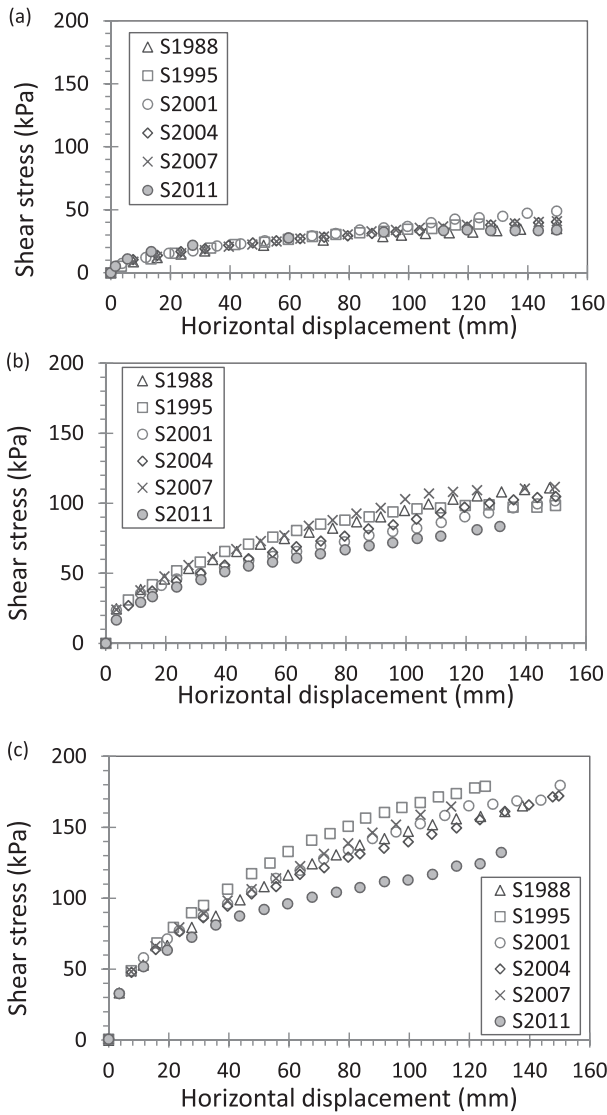 (a)
200
150
100
50
0
Shear stress (kPa)
S1988
S1995
S2001
S2004
S2007
S2011
0 20 40 60 80 100 120 140 160
Horizontal displacement (mm)
(b)
200
150
100
50
0
Shear stress (kPa)
S1988
S1995
S2001
S2004
S2007
S2011
0 20 40 60 80 100 120 140 160
Horizontal displacement (mm)
(c)
200
150
100
50
0
Shear stress (kPa)
S1988
S1995
S2001
S2004
S2007
S2011
0 20 40 60 80 100 120 140 160
Horizontal displacement (mm)